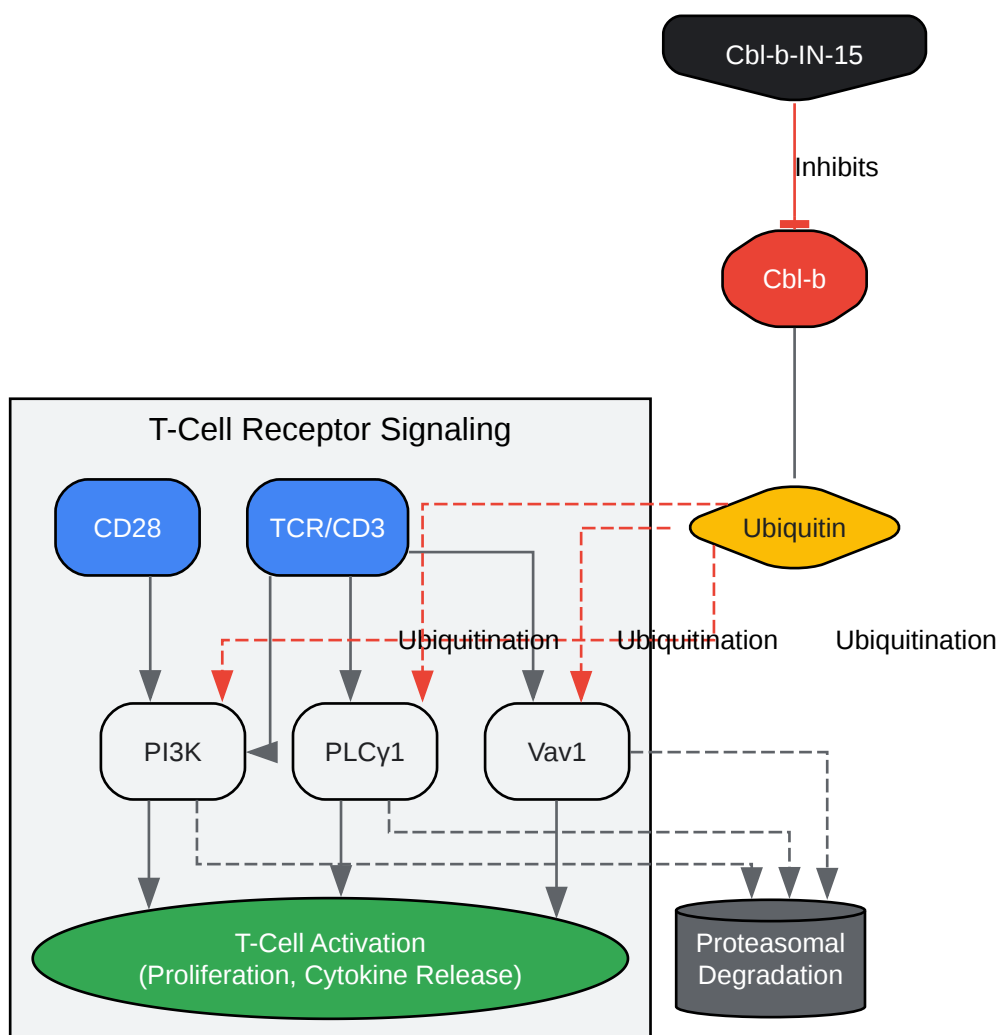 Cbl-b-IN-15
Inhibits
Cbl-b
T-Cell Receptor Signaling
CD28
TCR/CD3
Ubiquitin
Ubiquitination
Ubiquitination
Ubiquitination
PI3K
PLCγ1
Vav1
T-Cell Activation
(Proliferation, Cytokine Release)
Proteasomal
Degradation